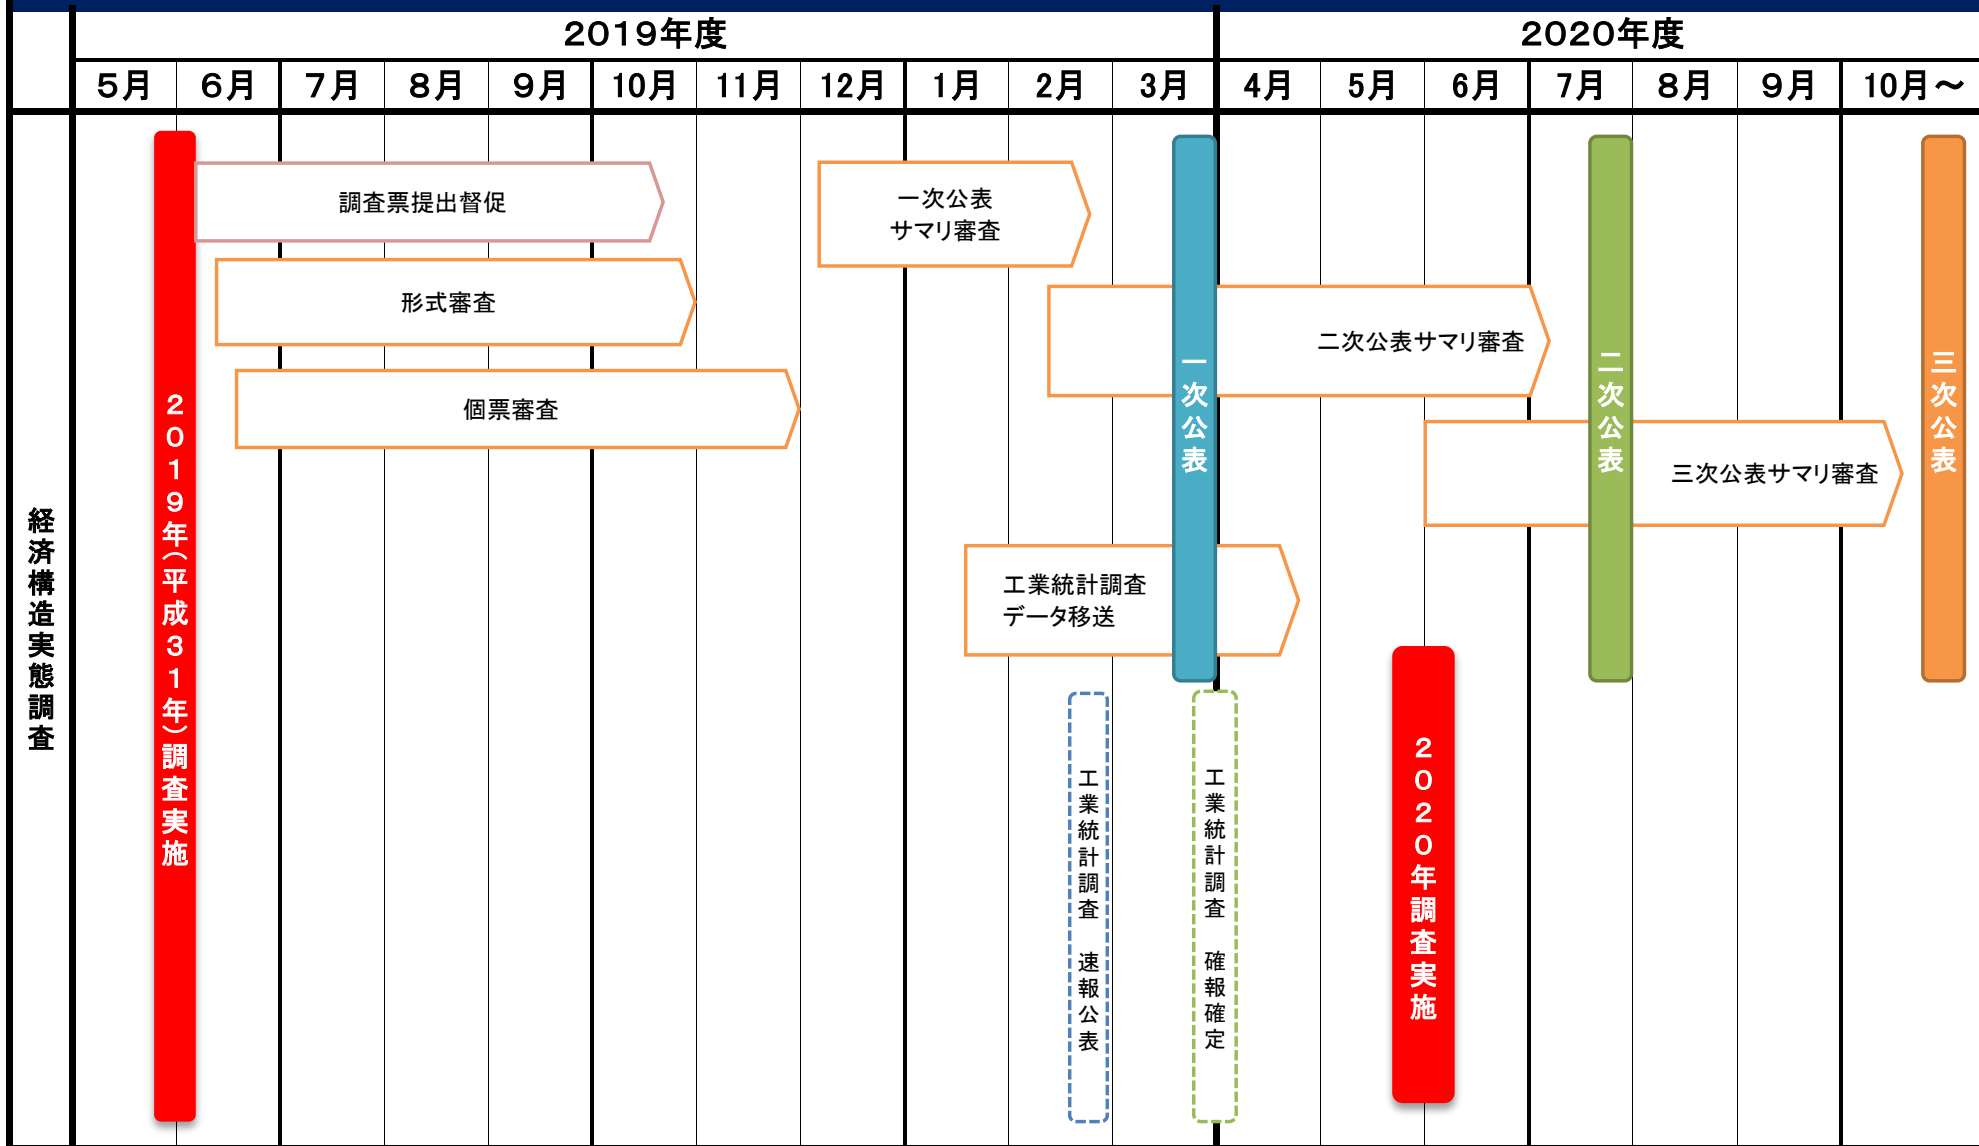 ２０１９年度
２０２０年度
５月
６月
７月
８月
９月
10月
11月
12月
１月
２月
３月
４月
５月
６月
７月
８月
９月
10月～
経済構造実態調査
２０１９年（平成３１年）調査実施
調査票提出督促
形式審査
個票審査
一次公表
サマリ審査
二次公表サマリ審査
三次公表サマリ審査
工業統計調査
データ移送
一次公表
二次公表
三次公表
工業統計調査　速報公表
工業統計調査　確報確定
２０２０年調査実施